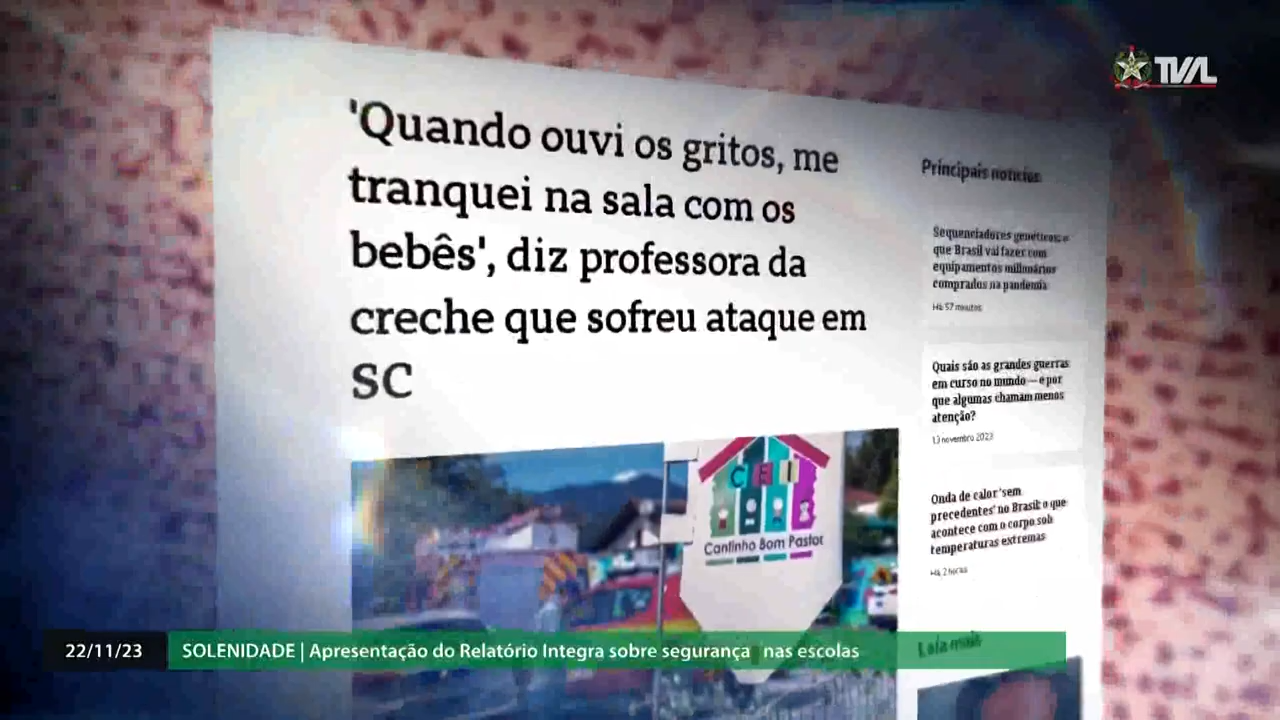 TVAL
'Quando ouvi os gritos, me
tranquei na sala com os
bebês', diz professora da
creche que sofreu ataque em
SC
Principais notícias
Sequenciadores genéticos: o
que Brasil vai fazer com
equipamentos milionários
comprados na pandemia
Há 57 minutos
Quais são as grandes guerras
em curso no mundo — e por
que algumas chamam menos
atenção?
13 novembro 2023
Onda de calor 'sem
precedentes' no Brasil: o que
acontece com o corpo sob
temperaturas extremas
Há 2 horas
Leia mais
CEI
Cantinho Bom Pastor
22/11/23
SOLENIDADE | Apresentação do Relatório Integra sobre segurança nas escolas